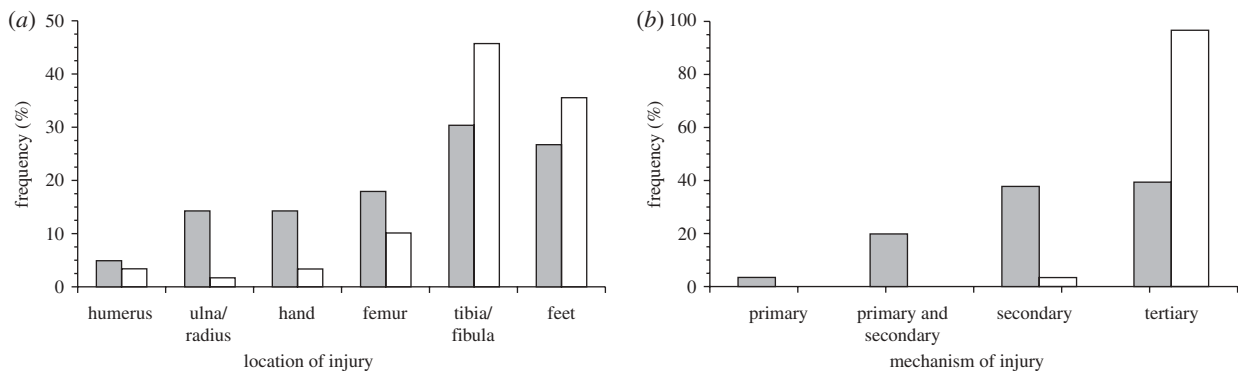 (a)
50
40
30
20
10
0
frequency (%)
humerus
ulna/
radius
hand
femur
tibia/
fibula
feet
location of injury
(b)
100
80
60
40
20
0
frequency (%)
primary
primary and
secondary
secondary
tertiary
mechanism of injury